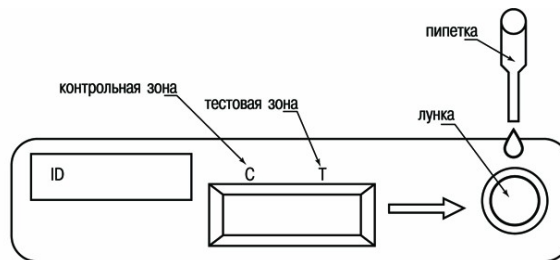 пипетка
контрольная зона
тестовая зона
лунка
ID
C
T